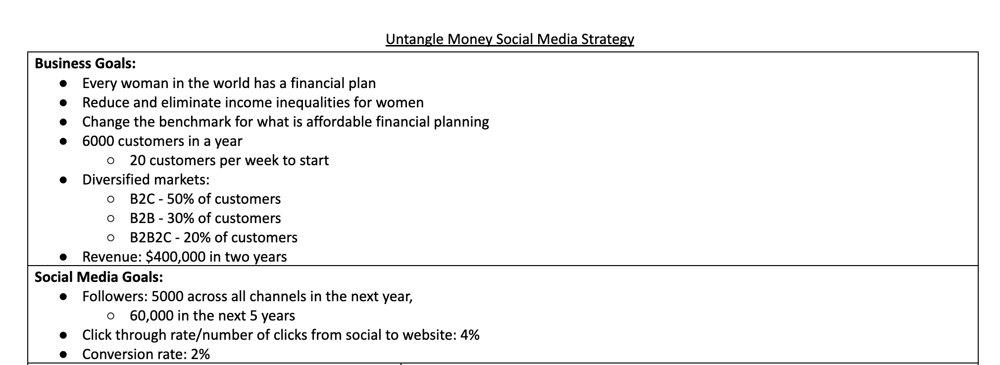 Untangle Money Social Media Strategy
Business Goals:
● Every woman in the world has a financial plan
● Reduce and eliminate income inequalities for women
● Change the benchmark for what is affordable financial planning
● 6000 customers in a year
○ 20 customers per week to start
● Diversified markets:
○ B2C - 50% of customers
○ B2B - 30% of customers
○ B2B2C - 20% of customers
● Revenue: $400,000 in two years
Social Media Goals:
● Followers: 5000 across all channels in the next year,
○ 60,000 in the next 5 years
● Click through rate/number of clicks from social to website: 4%
● Conversion rate: 2%